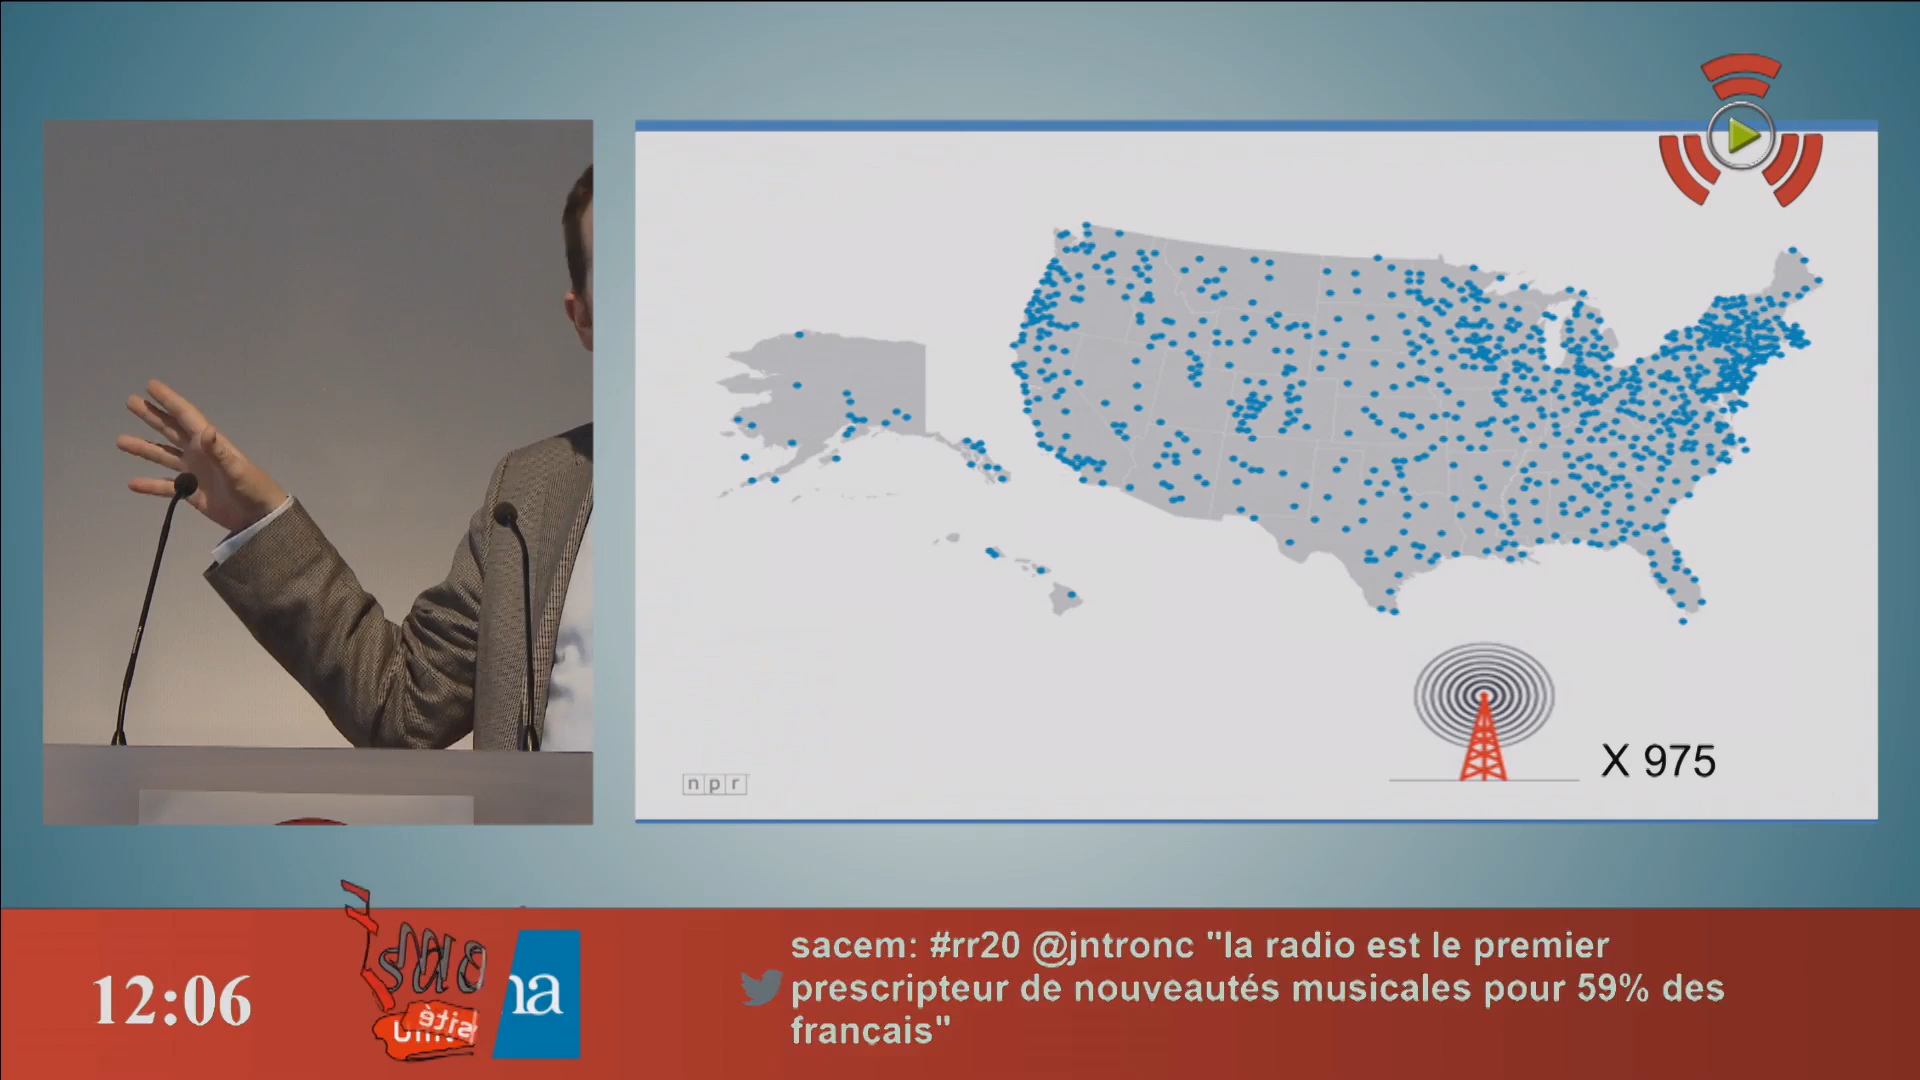 npr
X 975
12:06
na
sacem: #rr20 @jntronc "la radio est le premier
prescripteur de nouveautés musicales pour 59% des
français"